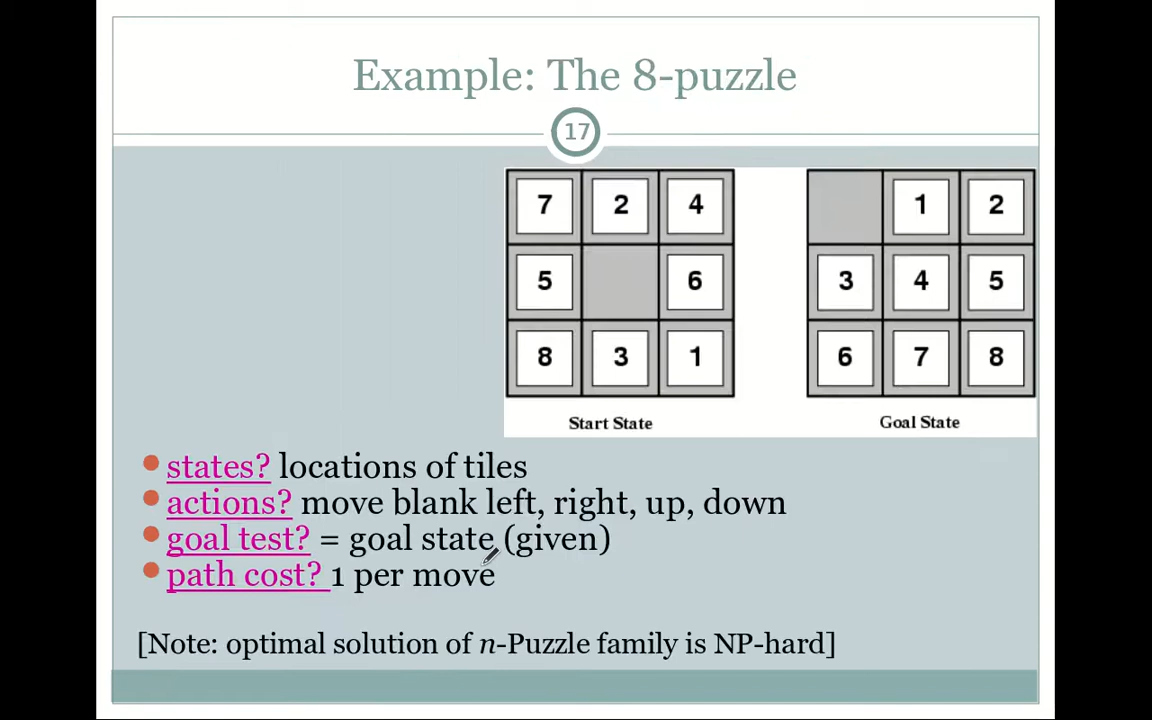 Example: The 8-puzzle
17
7 2 4
5 6
8 3 1
Start State
1 2
3 4 5
6 7 8
Goal State
states? locations of tiles
actions? move blank left, right, up, down
goal test? = goal state (given)
path cost? 1 per move
[Note: optimal solution of n-Puzzle family is NP-hard]